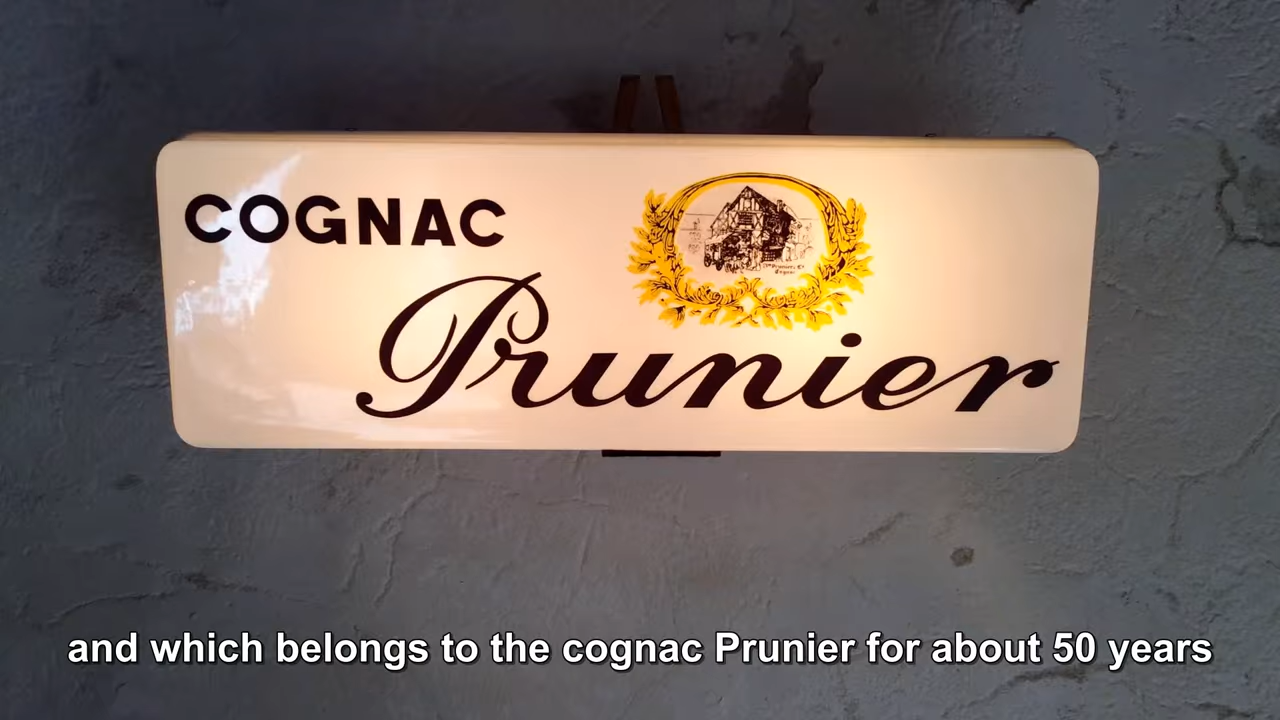 COGNAC
Prunier
and which belongs to the cognac Prunier for about 50 years